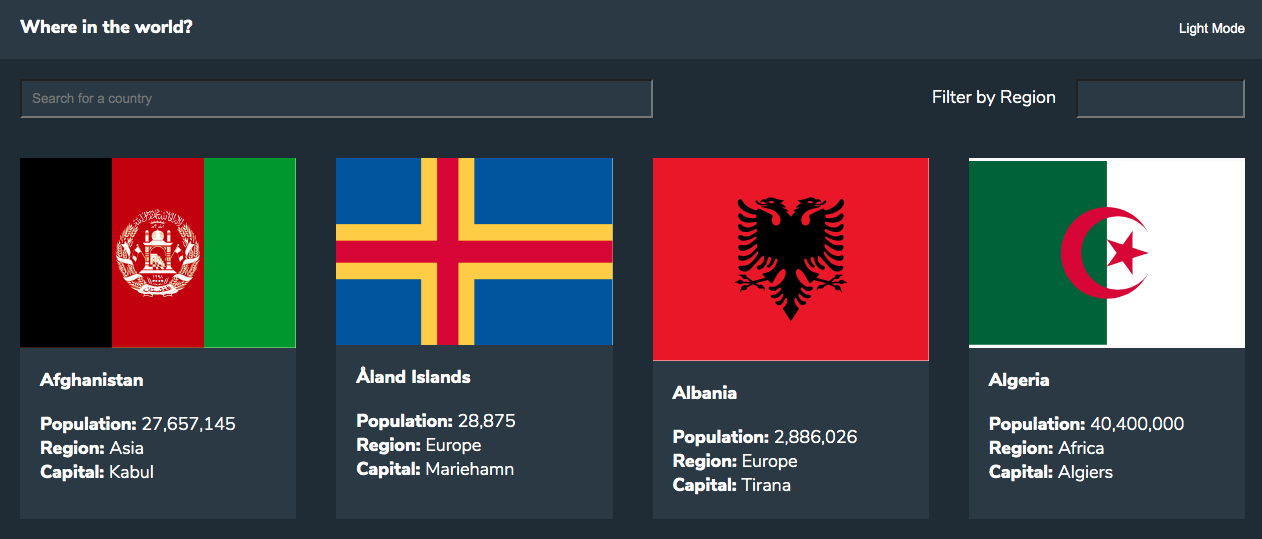 Where in the world?
Light Mode
Search for a country
Filter by Region
Afghanistan
Population: 27,657,145
Region: Asia
Capital: Kabul
Åland Islands
Population: 28,875
Region: Europe
Capital: Mariehamn
Albania
Population: 2,886,026
Region: Europe
Capital: Tirana
Algeria
Population: 40,400,000
Region: Africa
Capital: Algiers